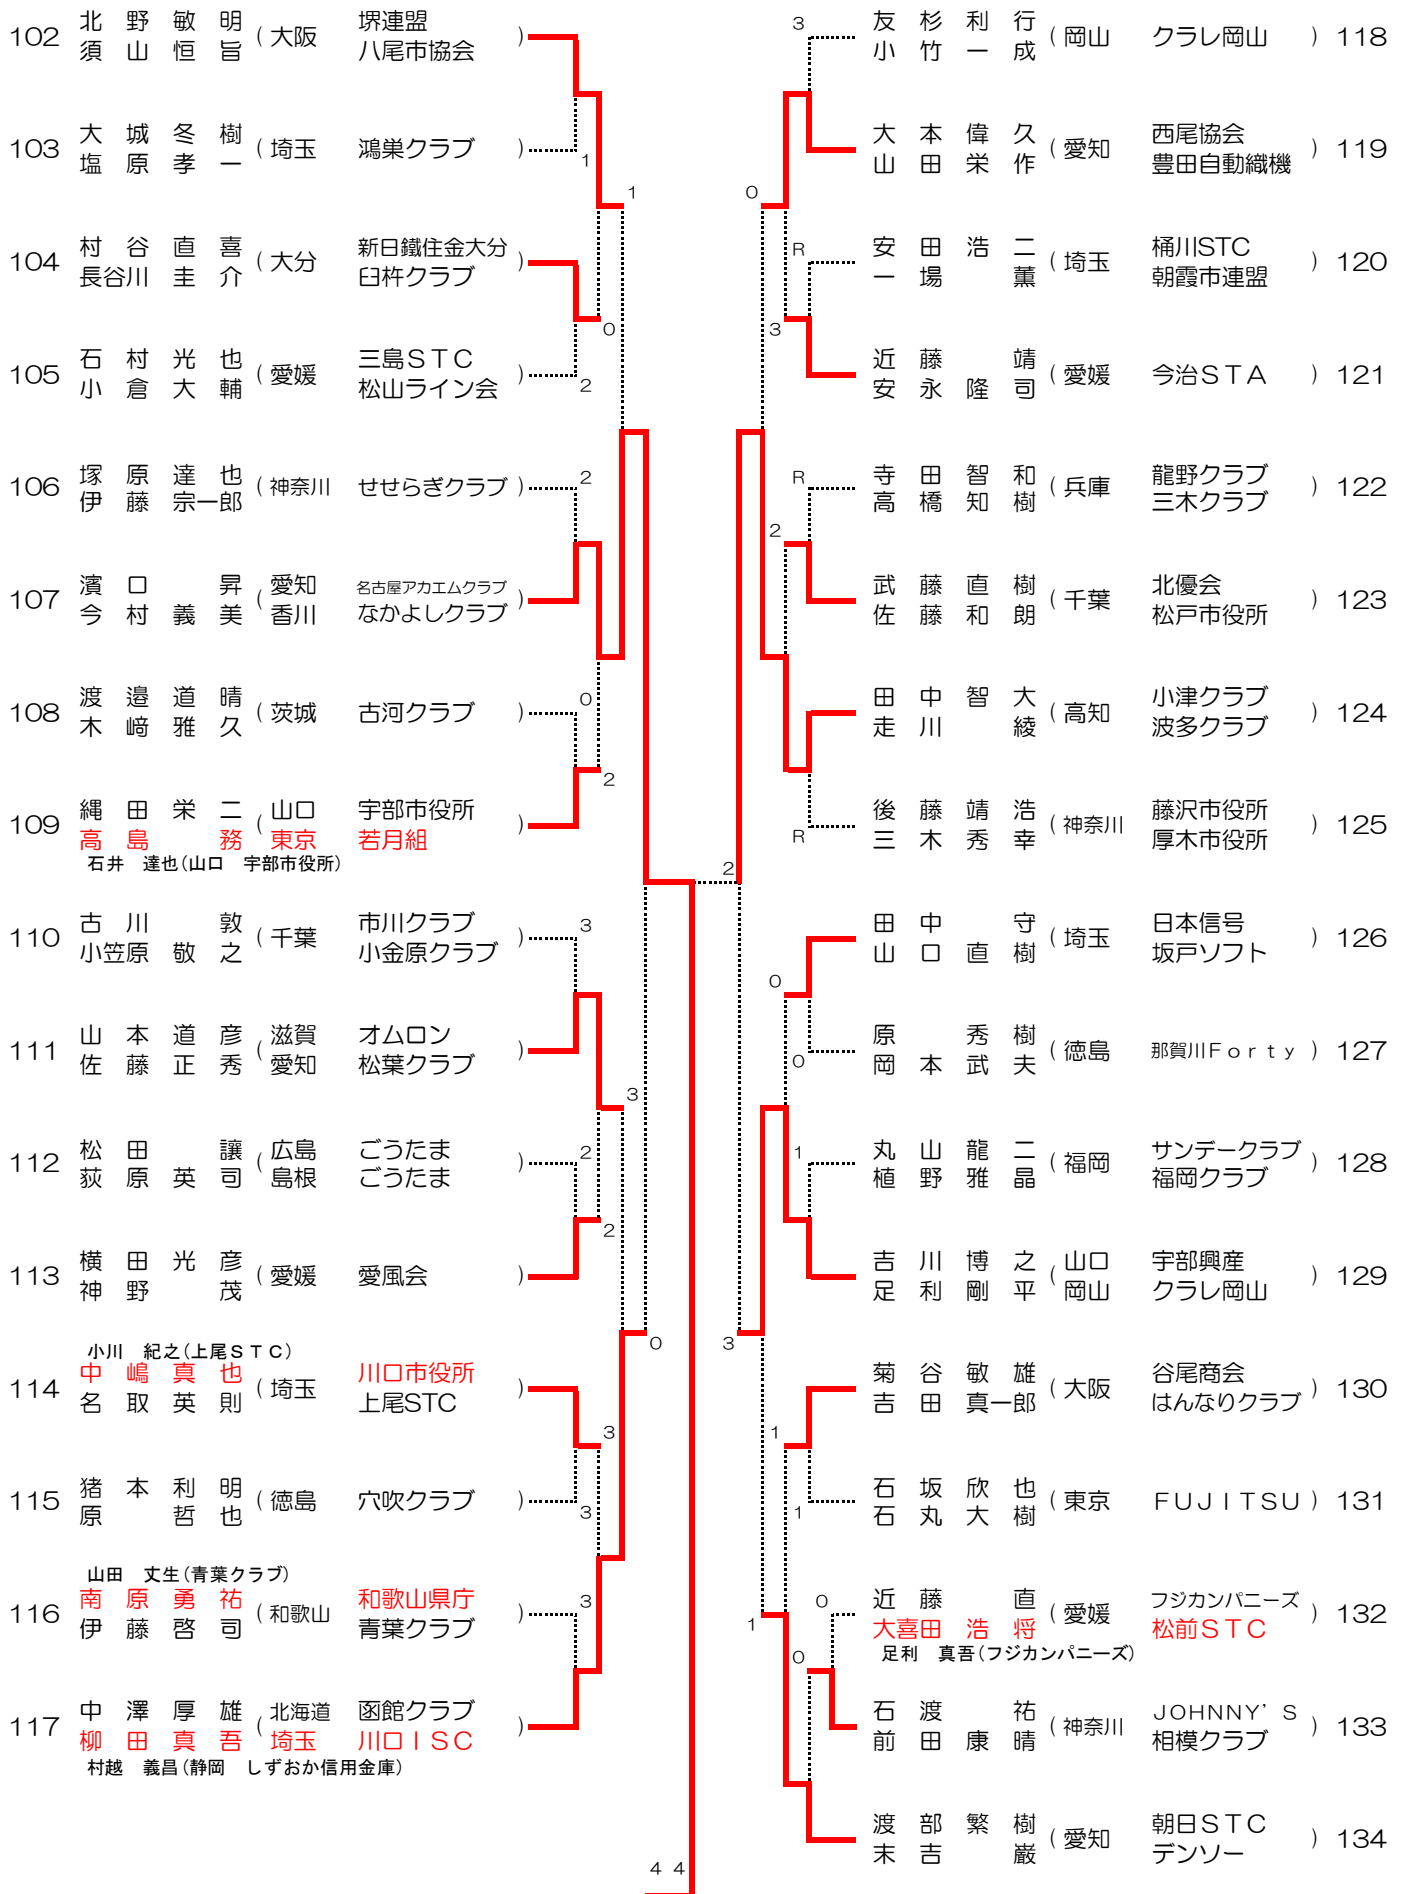 102 北野敏明 須山恒旨 (大阪 堺連盟 八尾市協会)
103 大城冬樹 塩原孝一 (埼玉 鴻巣クラブ)
1
1
104 村谷直喜 長谷川圭介 (大分 新日鐵住金大分 臼杵クラブ)
0
105 石村光也 小倉大輔 (愛媛 三島STC 松山ライン会)
2
106 塚原達也 伊藤宗一郎 (神奈川 せせらぎクラブ)
2
107 濱口昇 今村義美 (愛知 香川 名古屋アカエムクラブ なかよしクラブ)
108 渡邉道晴 木﨑雅久 (茨城 古河クラブ)
0
2
109 縄田栄二 高島務 (山口 東京 宇部市役所 若月組)
石井 達也(山口 宇部市役所)
110 古川敦 小笠原敬之 (千葉 市川クラブ 小金原クラブ)
3
111 山本道彦 佐藤正秀 (滋賀 愛知 オムロン 松葉クラブ)
3
112 松田讓 荻原英司 (広島 島根 ごうたま ごうたま)
2
2
113 横田光彦 神野茂 (愛媛 愛風会)
0
小川 紀之(上尾STC)
114 中嶋真也 名取英則 (埼玉 川口市役所 上尾STC)
3
115 猪本利明 原哲也 (徳島 穴吹クラブ)
3
山田 丈生(青葉クラブ)
116 南原勇祐 伊藤啓司 (和歌山 和歌山県庁 青葉クラブ)
3
117 中澤厚雄 柳田真吾 (北海道 埼玉 函館クラブ 川口ISC)
村越 義昌(静岡 しずおか信用金庫)
4 4
2
3
友杉利行 小竹一成 (岡山 クラレ岡山) 118
大本偉久 山田栄作 (愛知 西尾協会 豊田自動織機) 119
0
R
安田浩二 一場薫 (埼玉 桶川STC 朝霞市連盟) 120
3
近藤靖 安永隆司 (愛媛 今治STA) 121
R
寺田智和 高橋知樹 (兵庫 龍野クラブ 三木クラブ) 122
2
武藤直樹 佐藤和朗 (千葉 北優会 松戸市役所) 123
田中智大 走川綾 (高知 小津クラブ 波多クラブ) 124
R
後藤靖浩 三木秀幸 (神奈川 藤沢市役所 厚木市役所) 125
田中守 山口直樹 (埼玉 日本信号 坂戸ソフト) 126
0
0
原秀樹 岡本武夫 (徳島 那賀川Forty) 127
1
丸山龍二 植野雅晶 (福岡 サンデークラブ 福岡クラブ) 128
吉川博之 足利剛平 (山口 岡山 宇部興産 クラレ岡山) 129
3
菊谷敏雄 吉田真一郎 (大阪 谷尾商会 はんなりクラブ) 130
1
1
石坂欣也 石丸大樹 (東京 FUJITSU) 131
0
近藤直 大喜田浩将 (愛媛 フジカンパニーズ 松前STC) 132
足利 真吾(フジカンパニーズ)
1
0
石渡祐 前田康晴 (神奈川 JOHNNY'S 相模クラブ) 133
渡部繁樹 末吉巌 (愛知 朝日STC デンソー) 134